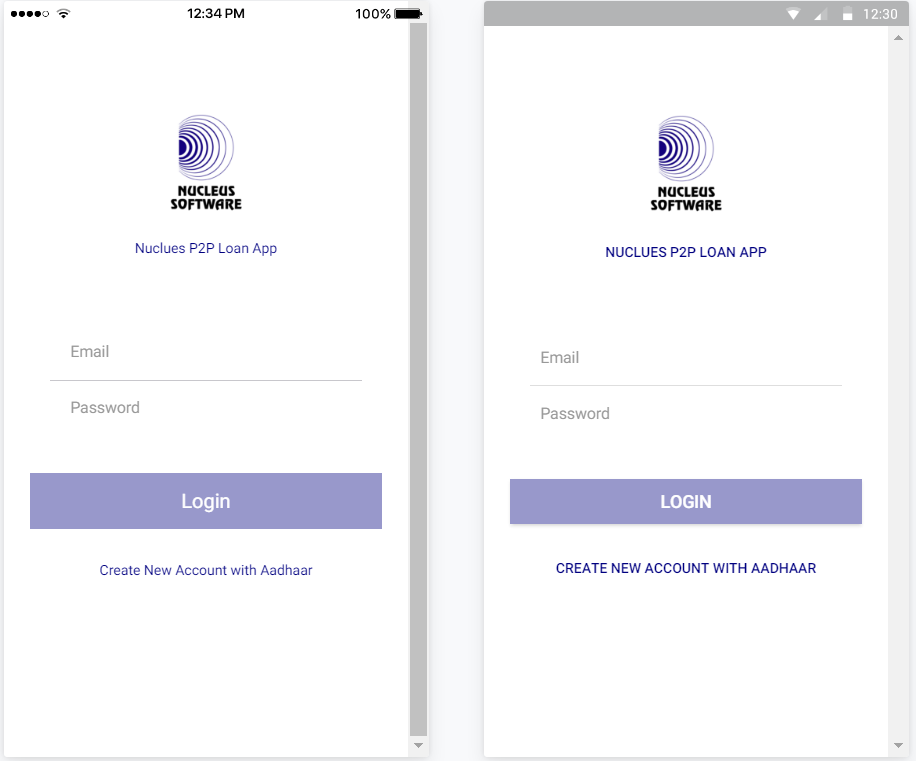 12:34 PM 100%
NUCLEUS
SOFTWARE
Nuclues P2P Loan App
Email
Password
Login
Create New Account with Aadhaar
12:30
NUCLEUS
SOFTWARE
NUCLUES P2P LOAN APP
Email
Password
LOGIN
CREATE NEW ACCOUNT WITH AADHAAR